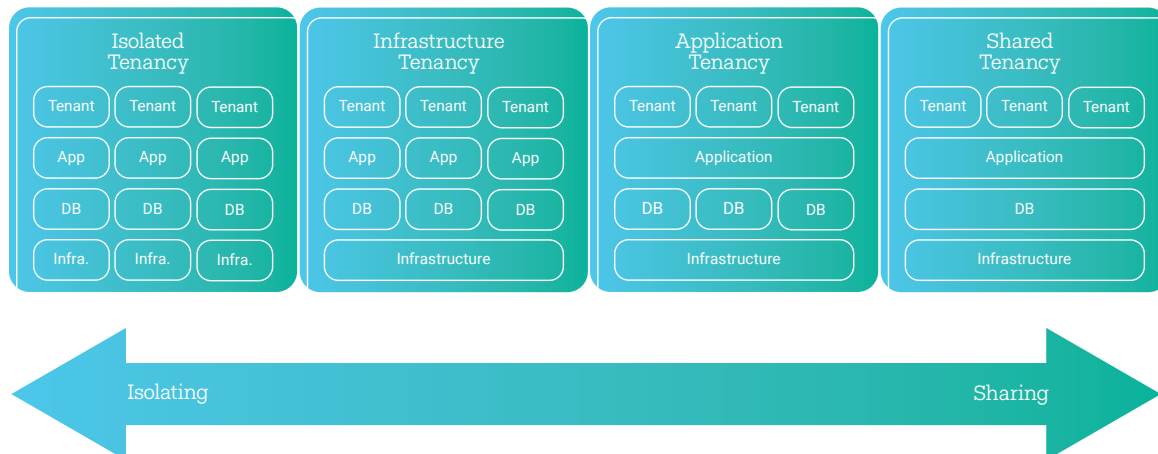 Isolated
Tenancy
Tenant Tenant Tenant
App App App
DB DB DB
Infra. Infra. Infra.
Infrastructure
Tenancy
Tenant Tenant Tenant
App App App
DB DB DB
Infrastructure
Application
Tenancy
Tenant Tenant Tenant
Application
DB DB DB
Infrastructure
Shared
Tenancy
Tenant Tenant Tenant
Application
DB
Infrastructure
Isolating Sharing